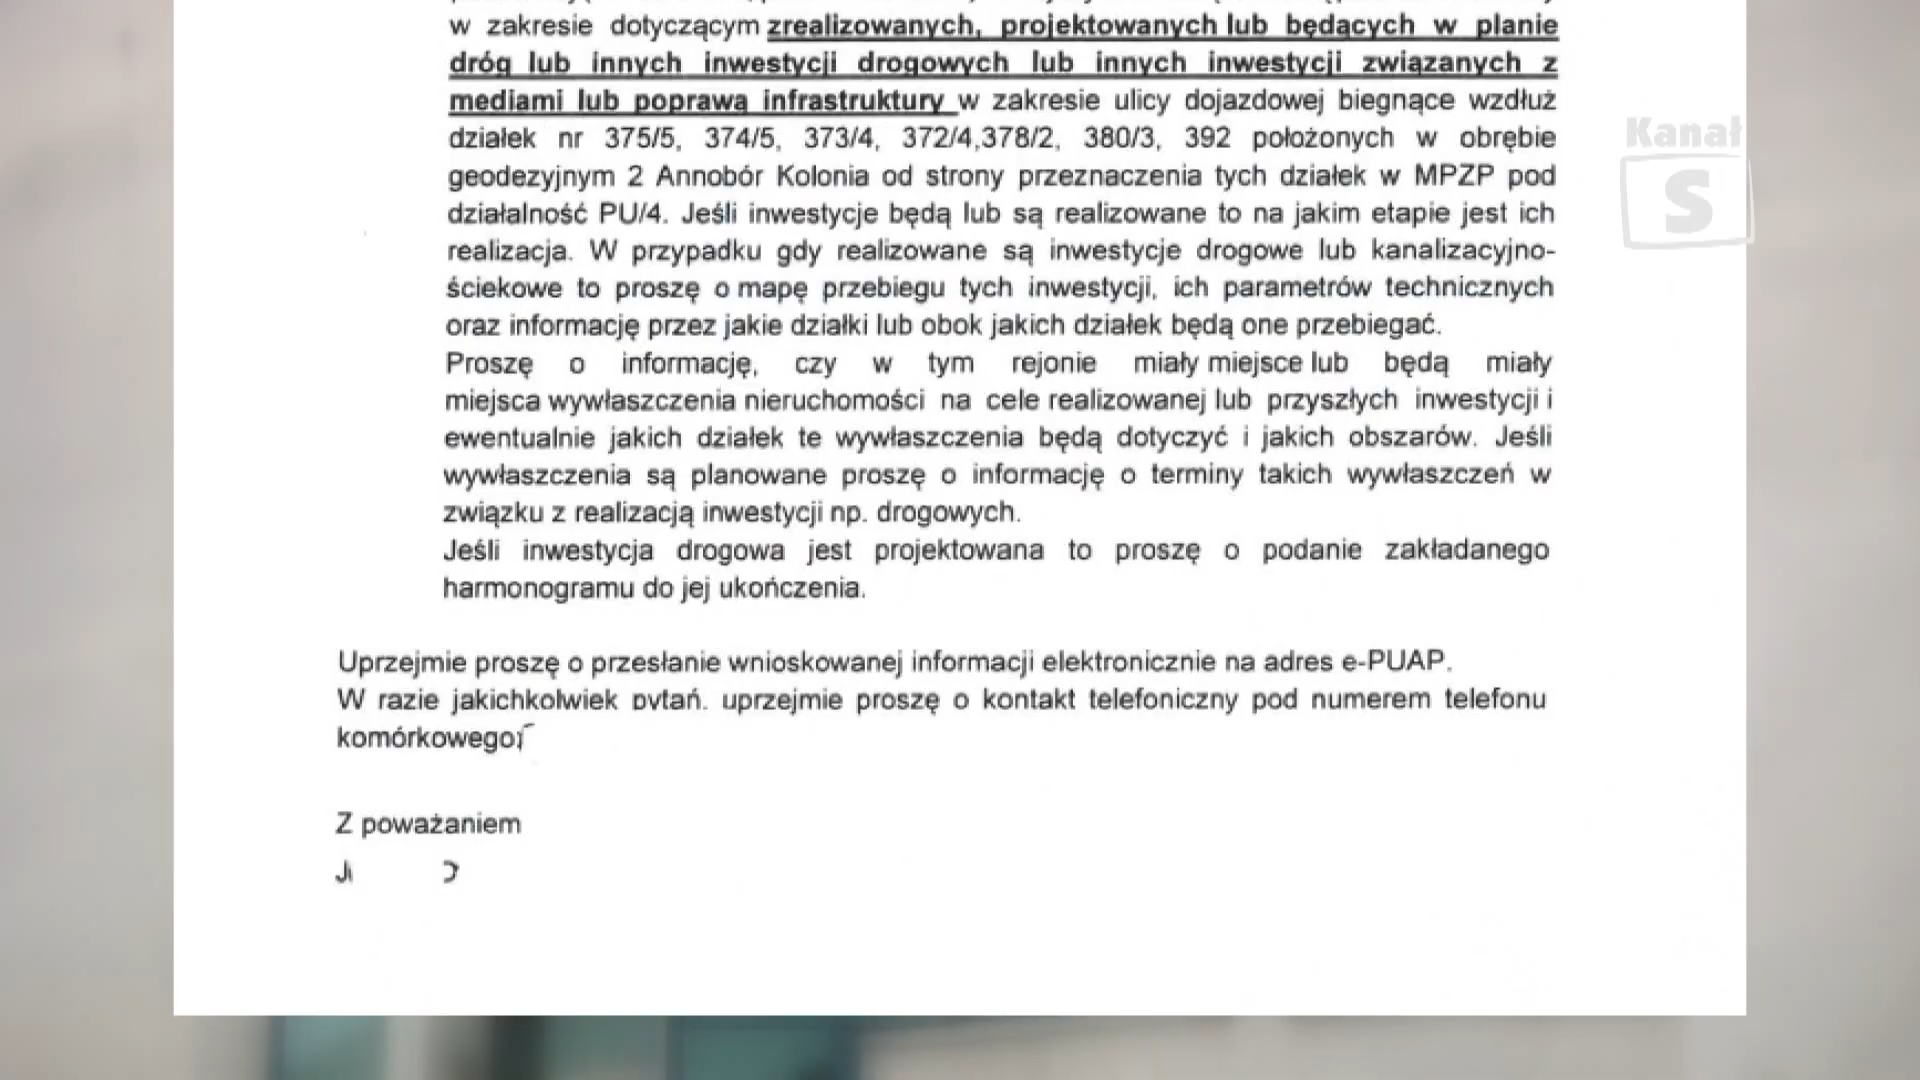 w zakresie dotyczącym zrealizowanych, projektowanych lub będących w planie
dróg lub innych inwestycji drogowych lub innych inwestycji związanych z
mediami lub poprawą infrastruktury w zakresie ulicy dojazdowej biegnące wzdłuż
działek nr 375/5, 374/5, 373/4, 372/4,378/2, 380/3, 392 położonych w obrębie
geodezyjnym 2 Annobór Kolonia od strony przeznaczenia tych działek w MPZP pod
działalność PU/4. Jeśli inwestycje będą lub są realizowane to na jakim etapie jest ich
realizacja. W przypadku gdy realizowane są inwestycje drogowe lub kanalizacyjno-
ściekowe to proszę o mapę przebiegu tych inwestycji, ich parametrów technicznych
oraz informację przez jakie działki lub obok jakich działek będą one przebiegać.
Proszę o informację, czy w tym rejonie miały miejsce lub będą miały
miejsca wywłaszczenia nieruchomości na cele realizowanej lub przyszłych inwestycji i
ewentualnie jakich działek te wywłaszczenia będą dotyczyć i jakich obszarów. Jeśli
wywłaszczenia są planowane proszę o informację o terminy takich wywłaszczeń w
związku z realizacją inwestycji np. drogowych.
Jeśli inwestycja drogowa jest projektowana to proszę o podanie zakładanego
harmonogramu do jej ukończenia.
Uprzejmie proszę o przesłanie wnioskowanej informacji elektronicznie na adres e-PUAP.
W razie jakichkolwiek pytań, uprzejmie proszę o kontakt telefoniczny pod numerem telefonu
komórkowego
Z poważaniem
Kanał
S